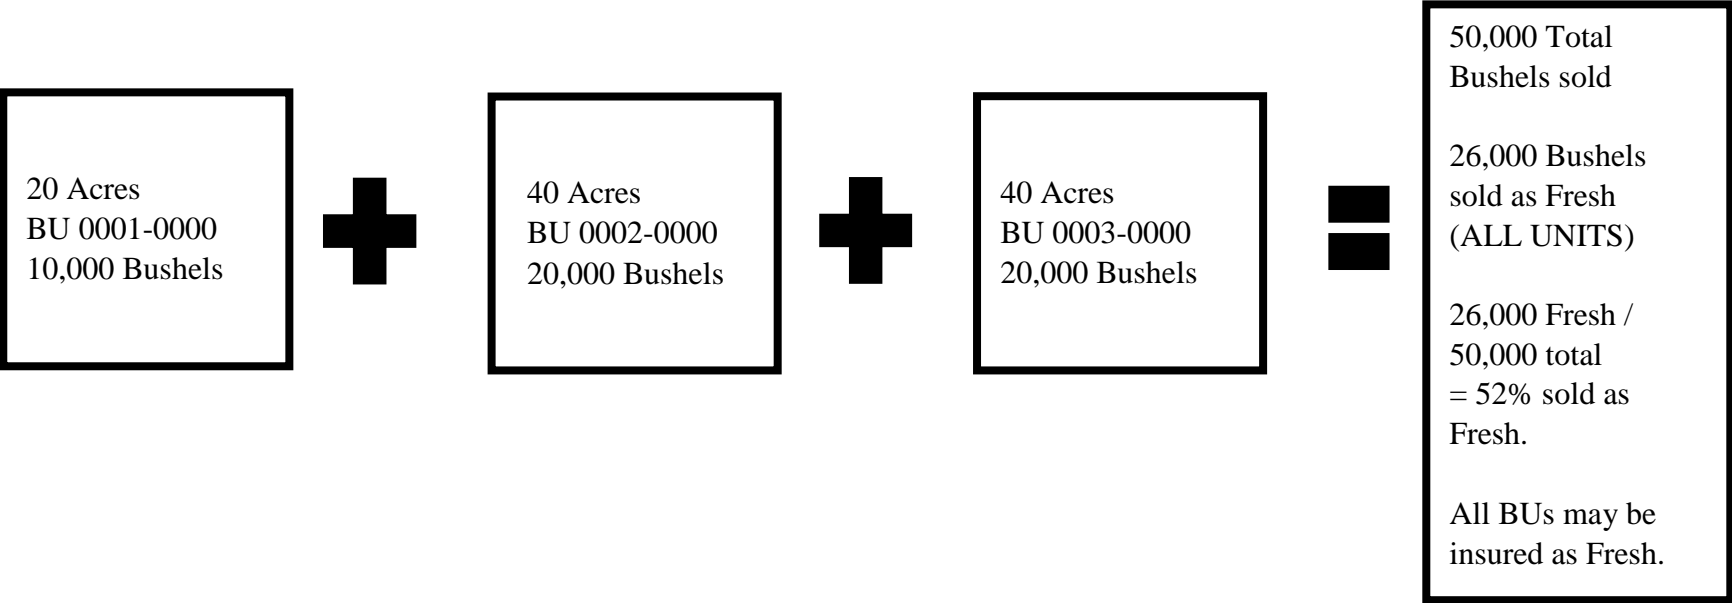 20 Acres
BU 0001-0000
10,000 Bushels
40 Acres
BU 0002-0000
20,000 Bushels
40 Acres
BU 0003-0000
20,000 Bushels
50,000 Total
Bushels sold
26,000 Bushels
sold as Fresh
(ALL UNITS)
26,000 Fresh /
50,000 total
= 52% sold as
Fresh.
All BUs may be
insured as Fresh.